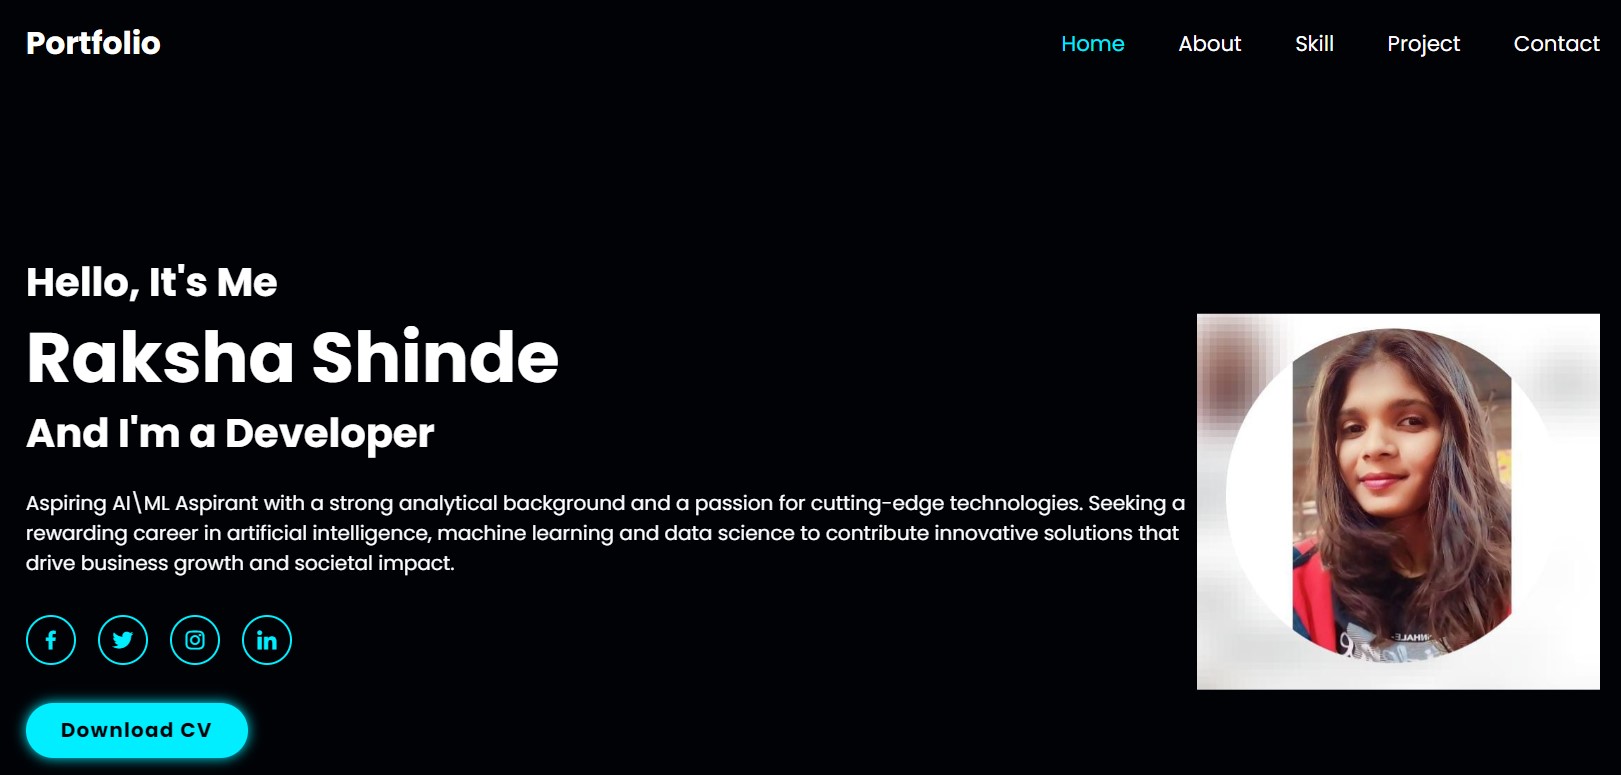 Portfolio
Home About Skill Project Contact
Hello, It's Me
Raksha Shinde
And I'm a Developer
Aspiring AI\ML Aspirant with a strong analytical background and a passion for cutting-edge technologies. Seeking a
rewarding career in artificial intelligence, machine learning and data science to contribute innovative solutions that
drive business growth and societal impact.
Download CV